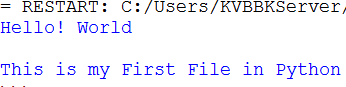 = RESTART: C:/Users/KVBBKServer/
Hello! World
This is my First File in Python